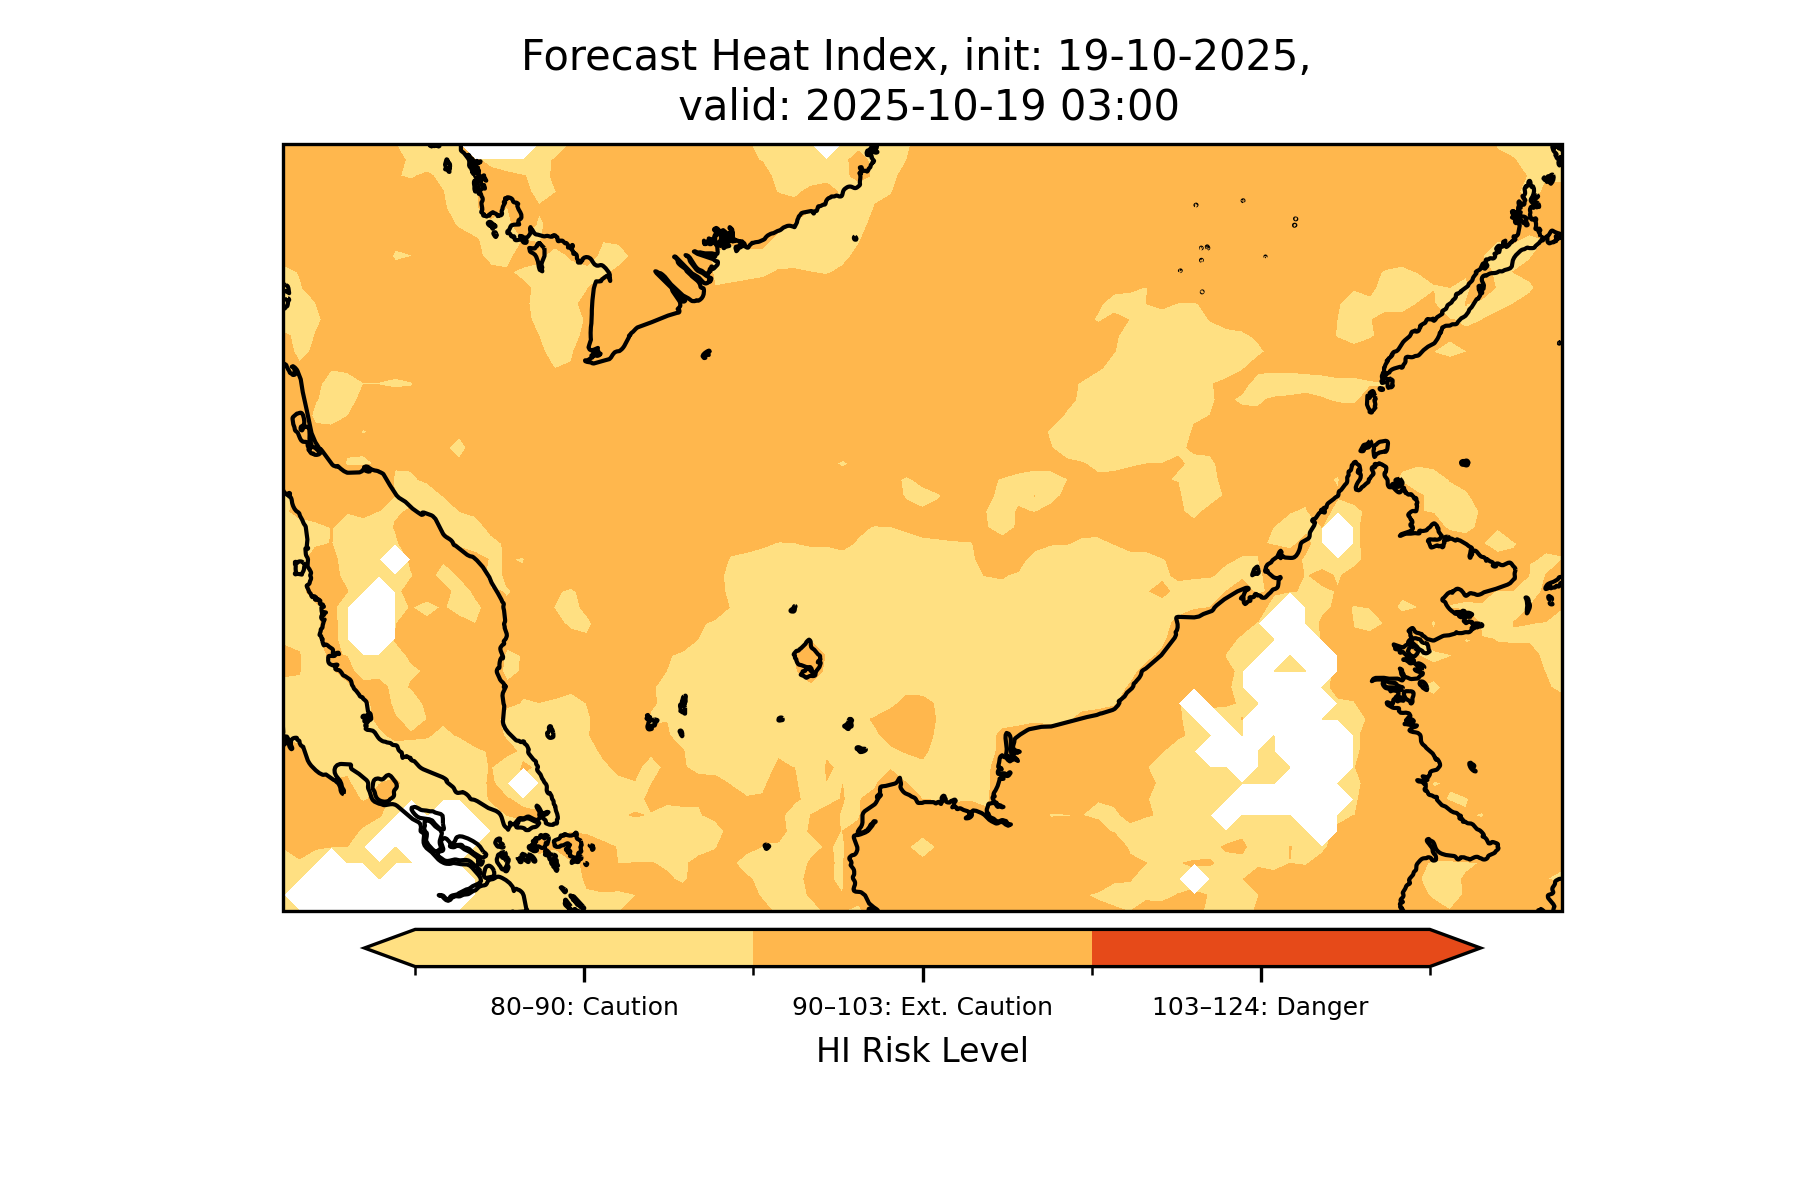 Forecast Heat Index, init: 19-10-2025,
valid: 2025-10-19 03:00
80–90: Caution
90–103: Ext. Caution
103–124: Danger
HI Risk Level